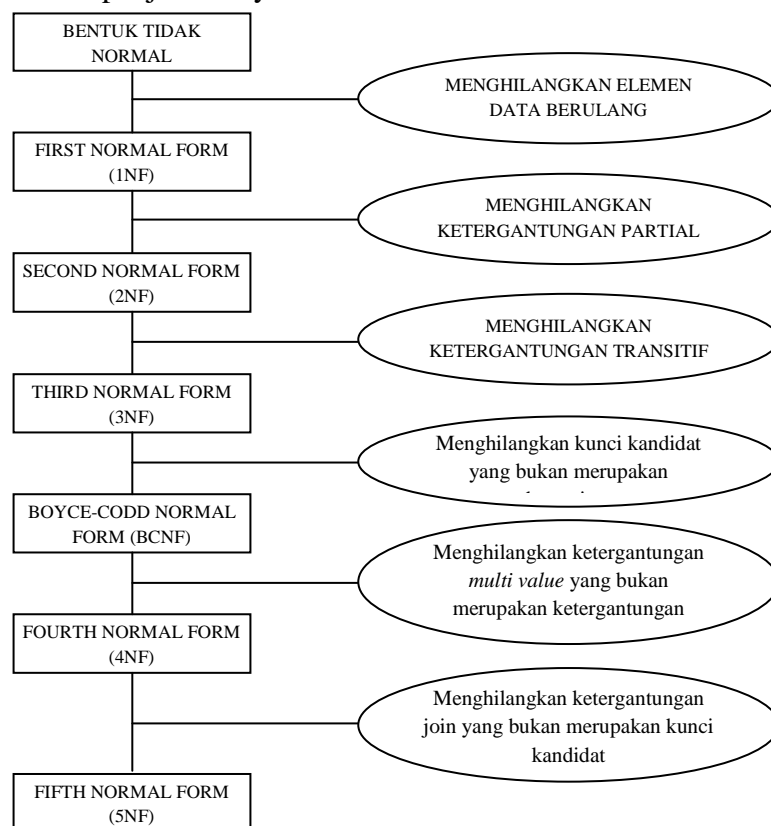 BENTUK TIDAK
NORMAL
MENGHILANGKAN ELEMEN
DATA BERULANG
FIRST NORMAL FORM
(1NF)
MENGHILANGKAN
KETERGANTUNGAN PARTIAL
SECOND NORMAL FORM
(2NF)
MENGHILANGKAN
KETERGANTUNGAN TRANSITIF
THIRD NORMAL FORM
(3NF)
Menghilangkan kunci kandidat
yang bukan merupakan
BOYCE-CODD NORMAL
FORM (BCNF)
Menghilangkan ketergantungan
multi value yang bukan
merupakan ketergantungan
FOURTH NORMAL FORM
(4NF)
Menghilangkan ketergantungan
join yang bukan merupakan kunci
kandidat
FIFTH NORMAL FORM
(5NF)